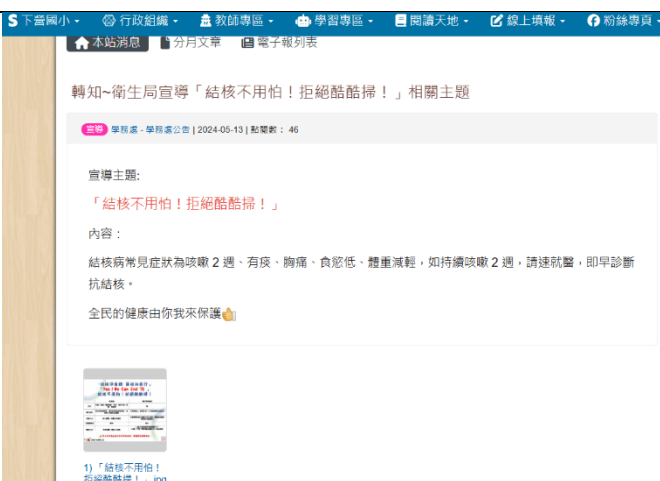 S下營國小 行政組織 教師專區 學習專區 閱讀天地 線上填報 粉絲專頁
本站消息 分月文章 電子報列表
轉知~衛生局宣導「結核不用怕！拒絕酷酷掃！」相關主題
宣導 學務處 - 學務處公告 | 2024-05-13 | 點閱數： 46
宣導主題:
「結核不用怕！拒絕酷酷掃！」
內容：
結核病常見症狀為咳嗽 2 週、有痰、胸痛、食慾低、體重減輕，如持續咳嗽 2 週，請速就醫，即早診斷
抗結核。
全民的健康由你我來保護👍
1)「結核不用怕！
拒絕酷酷掃！」.jpg